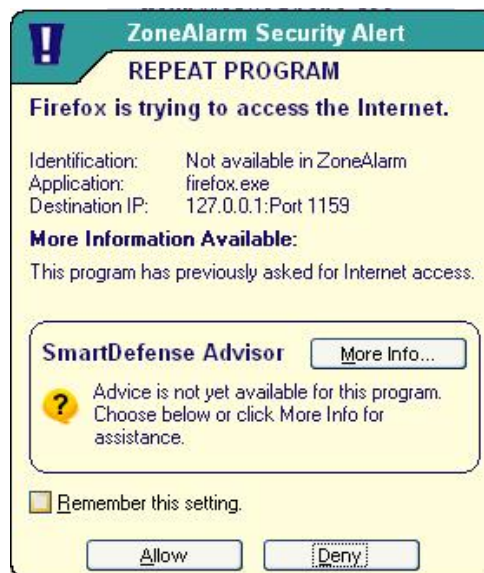 ZoneAlarm Security Alert
REPEAT PROGRAM
Firefox is trying to access the Internet.
Identification: Not available in ZoneAlarm
Application: firefox.exe
Destination IP: 127.0.0.1:Port 1159
More Information Available:
This program has previously asked for Internet access.
SmartDefense Advisor More Info...
Advice is not yet available for this program.
Choose below or click More Info for
assistance.
Remember this setting.
Allow Deny